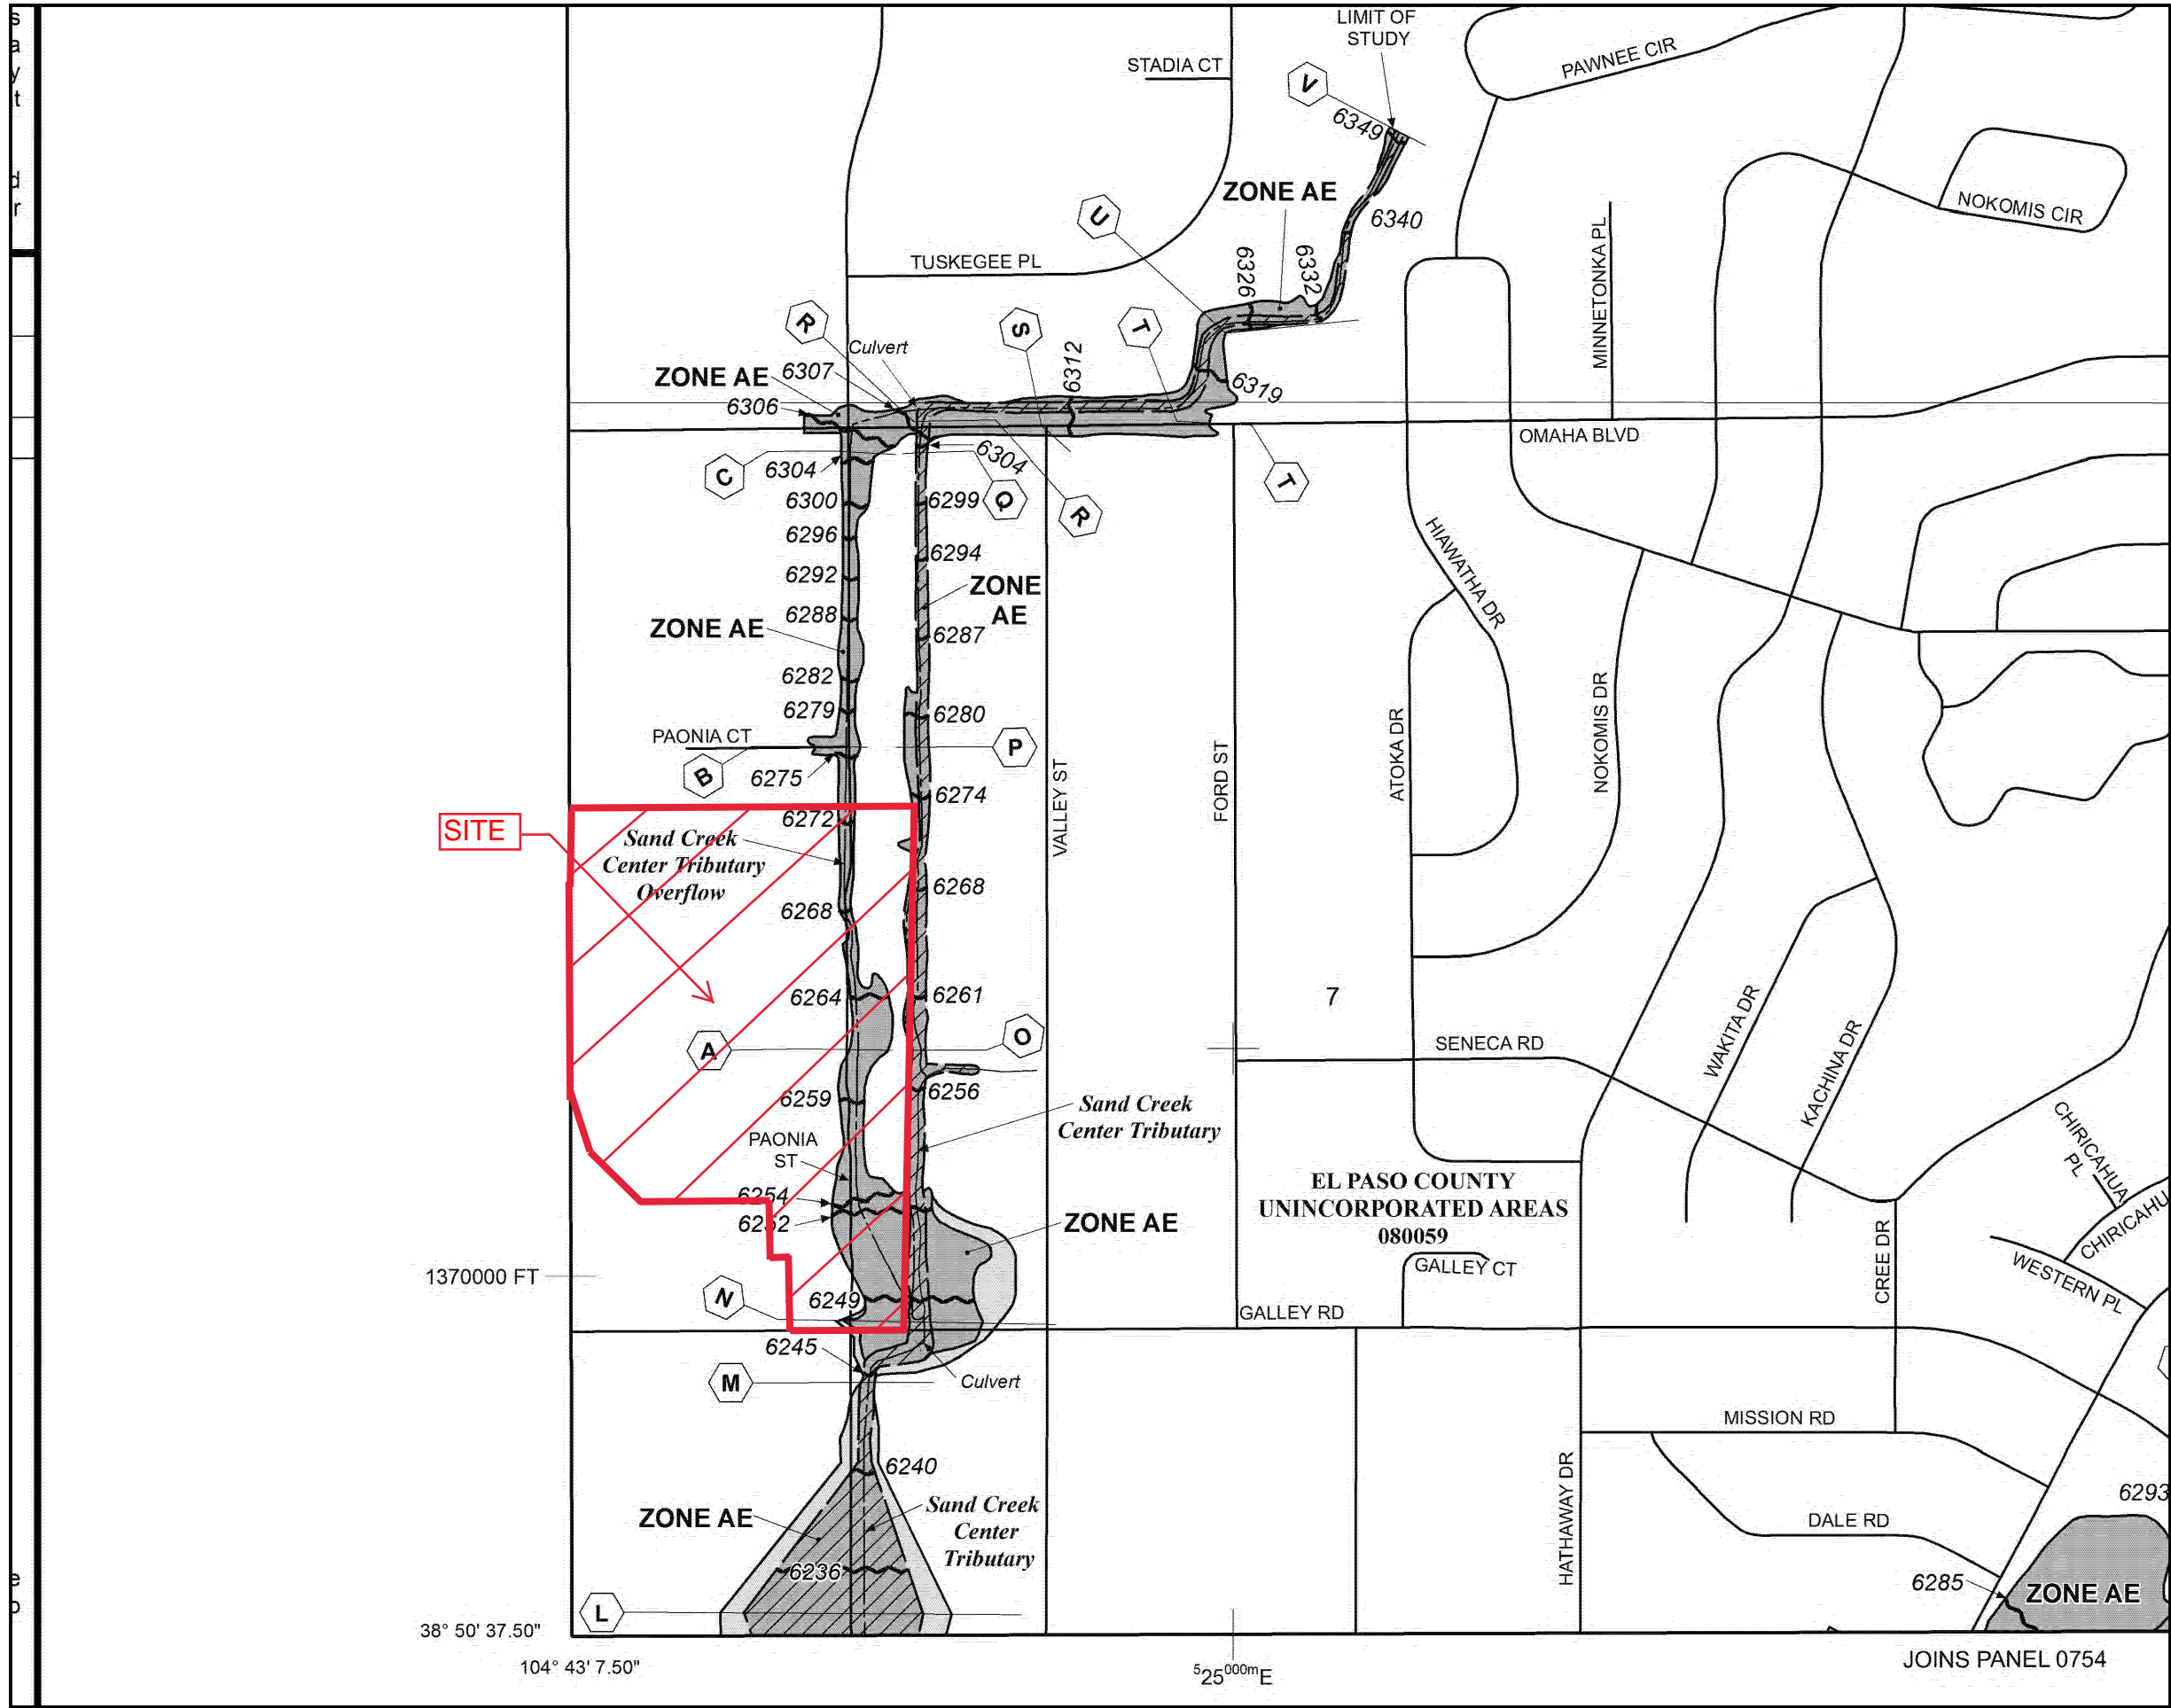 s
a
y
t
d
r
e
LIMIT OF
STUDY
STADIA CT
PAWNEE CIR
V
6349
ZONE AE
U
6340
NOKOMIS CIR
TUSKEGEE PL
6326
6332
MINNETONKA PL
R
Culvert
S
T
6312
ZONE AE
6307
6306
6319
OMAHA BLVD
C
6304
6304
Q
R
T
6300
6299
6296
6294
HIAWATHA DR
6292
ZONE
AE
6288
ZONE AE
6287
6282
6279
6280
PAONIA CT
P
B
6275
ATOKA DR
NOKOMIS DR
VALLEY ST
FORD ST
6274
SITE
6272
Sand Creek
Center Tributary
Overflow
6268
6268
6264
6261
7
A
O
SENECA RD
WAKITA DR
KACHINA DR
6259
6256
Sand Creek
Center Tributary
PAONIA
ST
CHIRICAHUA
PL
CHIRICAHU
6254
6252
ZONE AE
EL PASO COUNTY
UNINCORPORATED AREAS
080059
GALLEY CT
CREE DR
WESTERN PL
1370000 FT
N
6249
GALLEY RD
6245
M
Culvert
MISSION RD
6240
HATHAWAY DR
6293
ZONE AE
Sand Creek
Center
Tributary
DALE RD
6236
6285
ZONE AE
L
38° 50' 37.50"
104° 43' 7.50"
525000mE
JOINS PANEL 0754